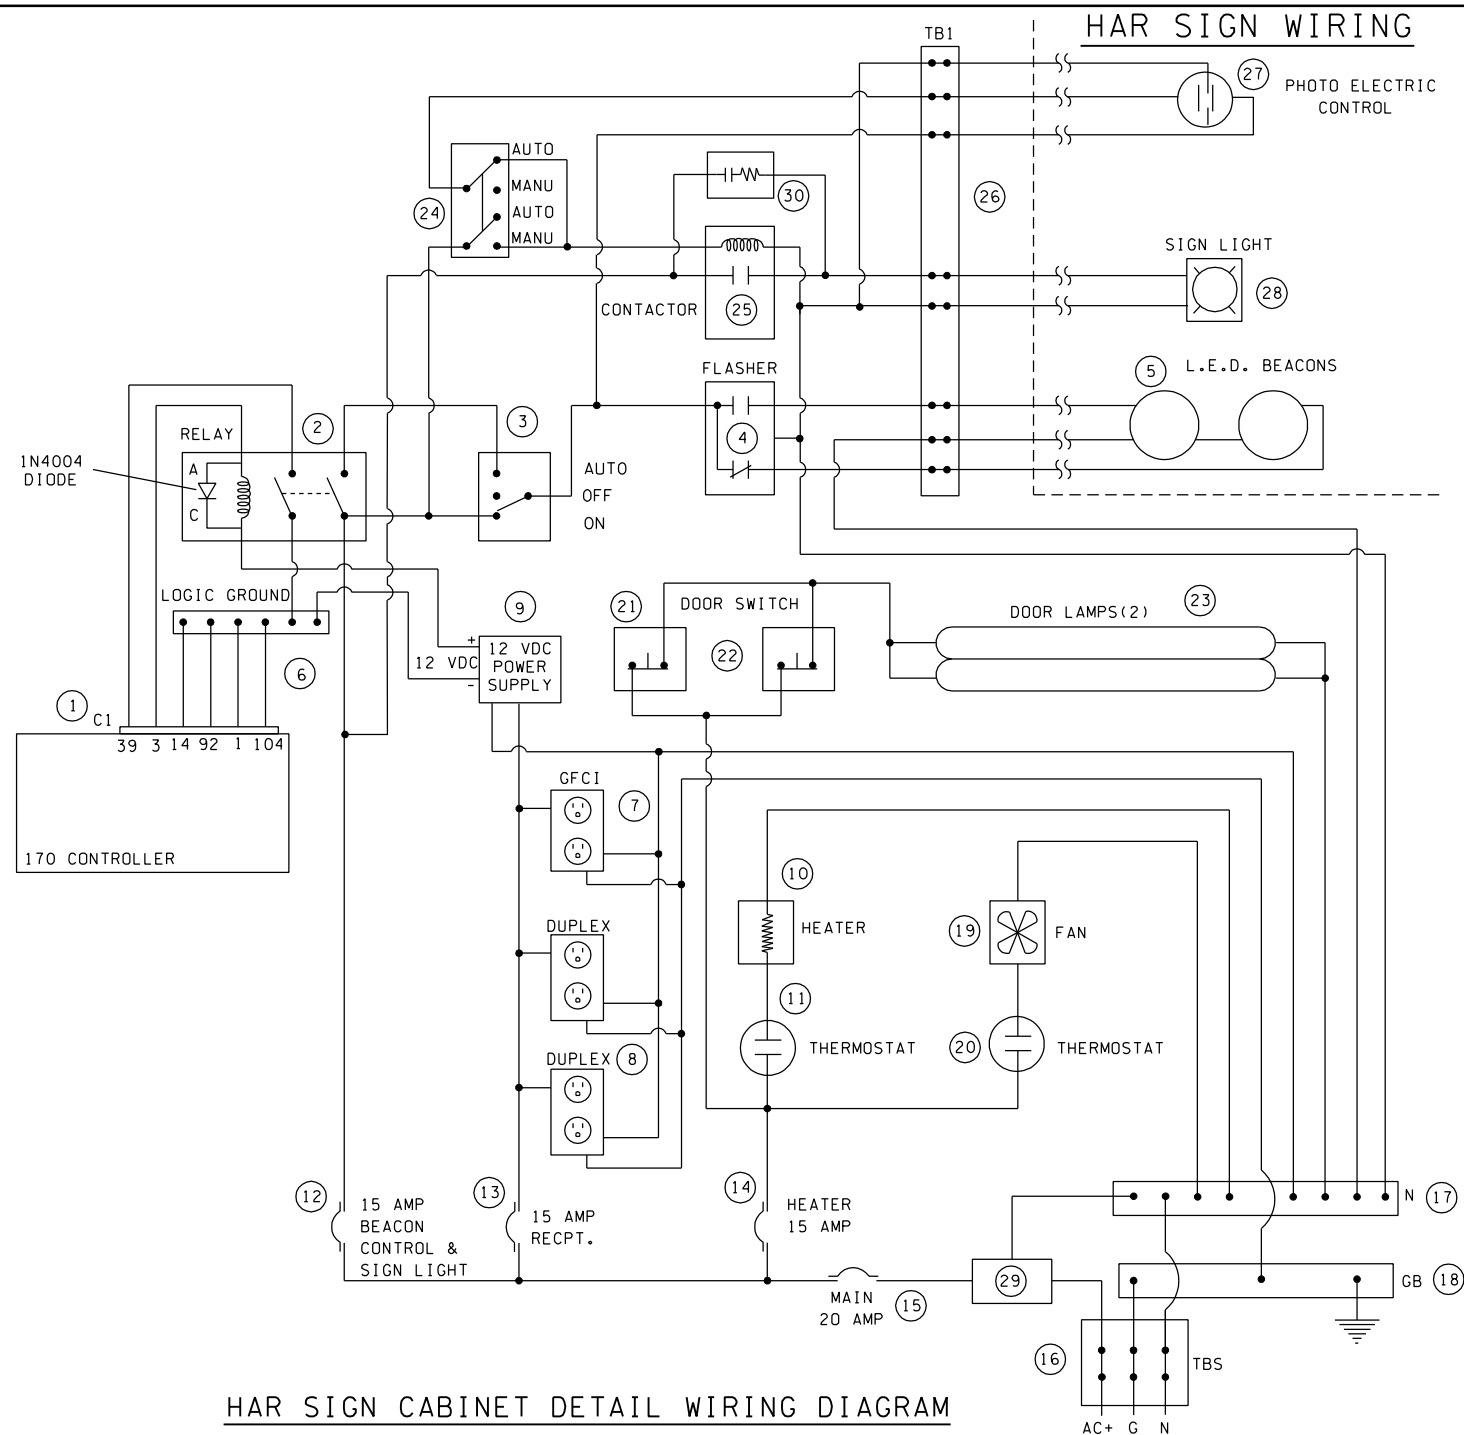 HAR SIGN WIRING
TB1
27
PHOTO ELECTRIC
CONTROL
AUTO
MANU
AUTO
MANU
24
30
26
SIGN LIGHT
28
CONTACTOR
25
FLASHER
4
5
L.E.D. BEACONS
RELAY
2
3
1N4004
DIODE
A
C
AUTO
OFF
ON
LOGIC GROUND
6
9
+
12 VDC
-
12 VDC
POWER
SUPPLY
21
DOOR SWITCH
22
DOOR LAMPS(2)
23
1
C1
39 3 14 92 1 104
170 CONTROLLER
GFCI
7
DUPLEX
DUPLEX
8
10
HEATER
11
THERMOSTAT
19
FAN
20
THERMOSTAT
12
15 AMP
BEACON
CONTROL &
SIGN LIGHT
13
15 AMP
RECPT.
14
HEATER
15 AMP
MAIN
20 AMP
15
29
N
17
GB
18
16
TBS
AC+ G N
HAR SIGN CABINET DETAIL WIRING DIAGRAM